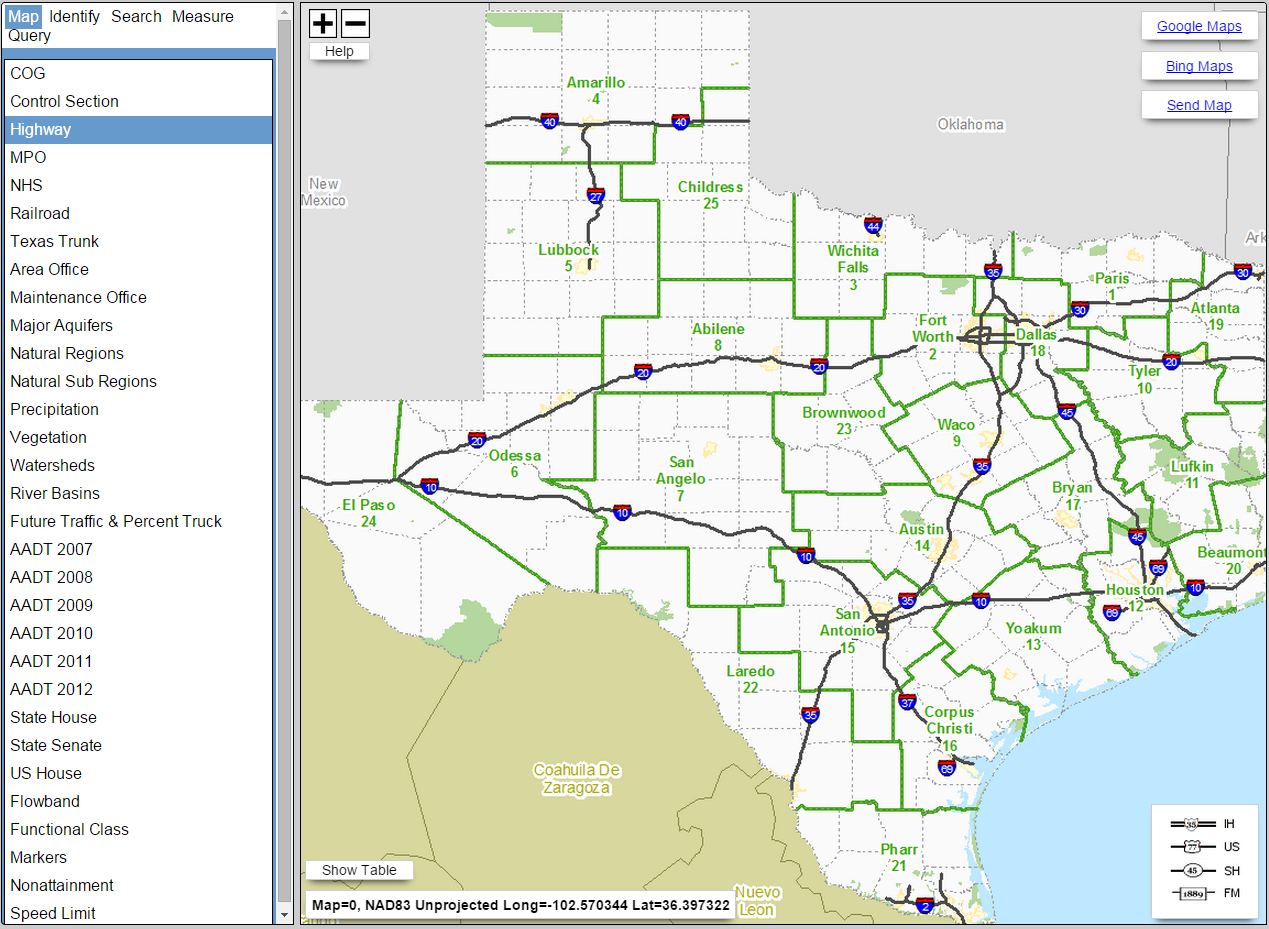 Map Identify Search Measure
Query
COG
Control Section
Highway
MPO
NHS
Railroad
Texas Trunk
Area Office
Maintenance Office
Major Aquifers
Natural Regions
Natural Sub Regions
Precipitation
Vegetation
Watersheds
River Basins
Future Traffic & Percent Truck
AADT 2007
AADT 2008
AADT 2009
AADT 2010
AADT 2011
AADT 2012
State House
State Senate
US House
Flowband
Functional Class
Markers
Nonattainment
Speed Limit
+ −
Help
Google Maps
Bing Maps
Send Map
Amarillo
4
40
40
Oklahoma
New
Mexico
27
Childress
25
44
Ark
Lubbock
5
Wichita
Falls
3
35
30
Paris
1
30
Atlanta
19
Abilene
8
Fort
Worth
2
Dallas
18
20
20
20
Tyler
10
Brownwood
23
45
Waco
9
20
Odessa
6
San
Angelo
7
35
Lufkin
11
10
Bryan
17
El Paso
24
10
Austin
14
45
10
Beaumont
20
69
10
Houston
12
35
10
69
San
Antonio
15
Yoakum
13
Laredo
22
37
35
Corpus
Christi
16
69
Coahuila De
Zaragoza
35 IH
77 US
45 SH
1889 FM
Pharr
21
Show Table
Nuevo
Leon
2
Map=0, NAD83 Unprojected Long=-102.570344 Lat=36.397322